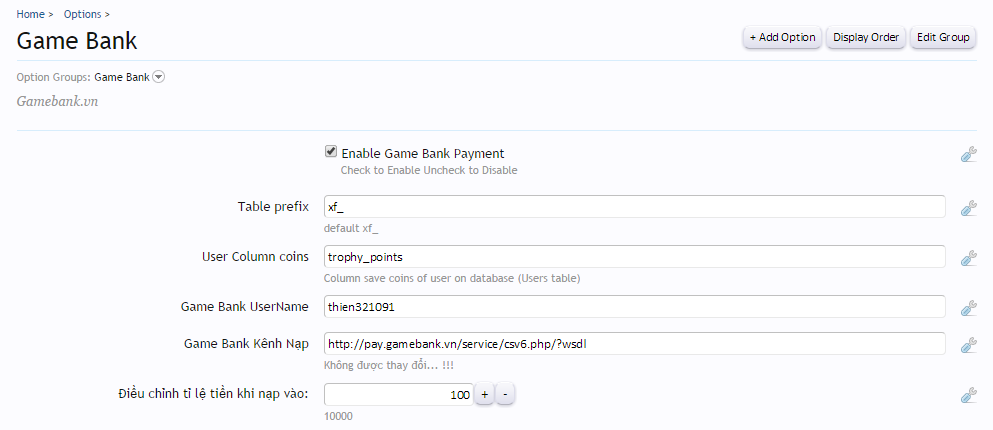 Home > Options >
Game Bank
+ Add Option Display Order Edit Group
Option Groups: Game Bank
Gamebank.vn
Enable Game Bank Payment
Check to Enable Uncheck to Disable
Table prefix xf_
default xf_
User Column coins trophy_points
Column save coins of user on database (Users table)
Game Bank UserName thien321091
Game Bank Kênh Nạp http://pay.gamebank.vn/service/csv6.php/?wsdl
Không được thay đổi... !!!
Điều chỉnh tỉ lệ tiền khi nạp vào: 100 + -
10000